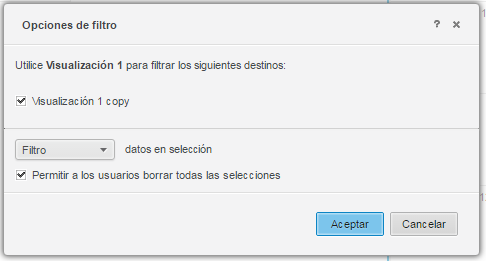 Opciones de filtro ? ×
Utilice Visualización 1 para filtrar los siguientes destinos:
Visualización 1 copy
Filtro datos en selección
Permitir a los usuarios borrar todas las selecciones
Aceptar Cancelar